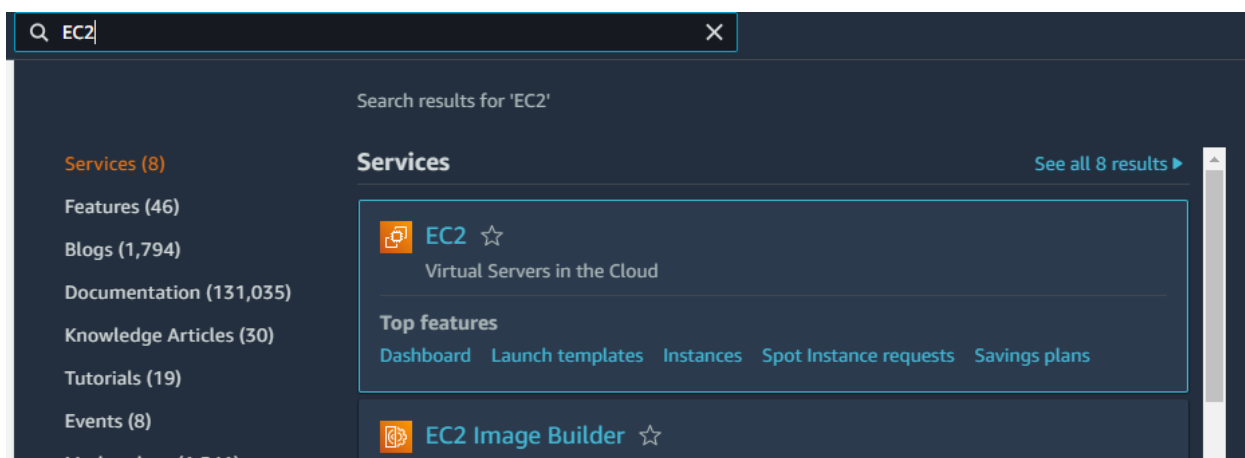 EC2
Search results for 'EC2'
Services (8)
Features (46)
Blogs (1,794)
Documentation (131,035)
Knowledge Articles (30)
Tutorials (19)
Events (8)
Services
See all 8 results
EC2
Virtual Servers in the Cloud
Top features
Dashboard Launch templates Instances Spot Instance requests Savings plans
EC2 Image Builder